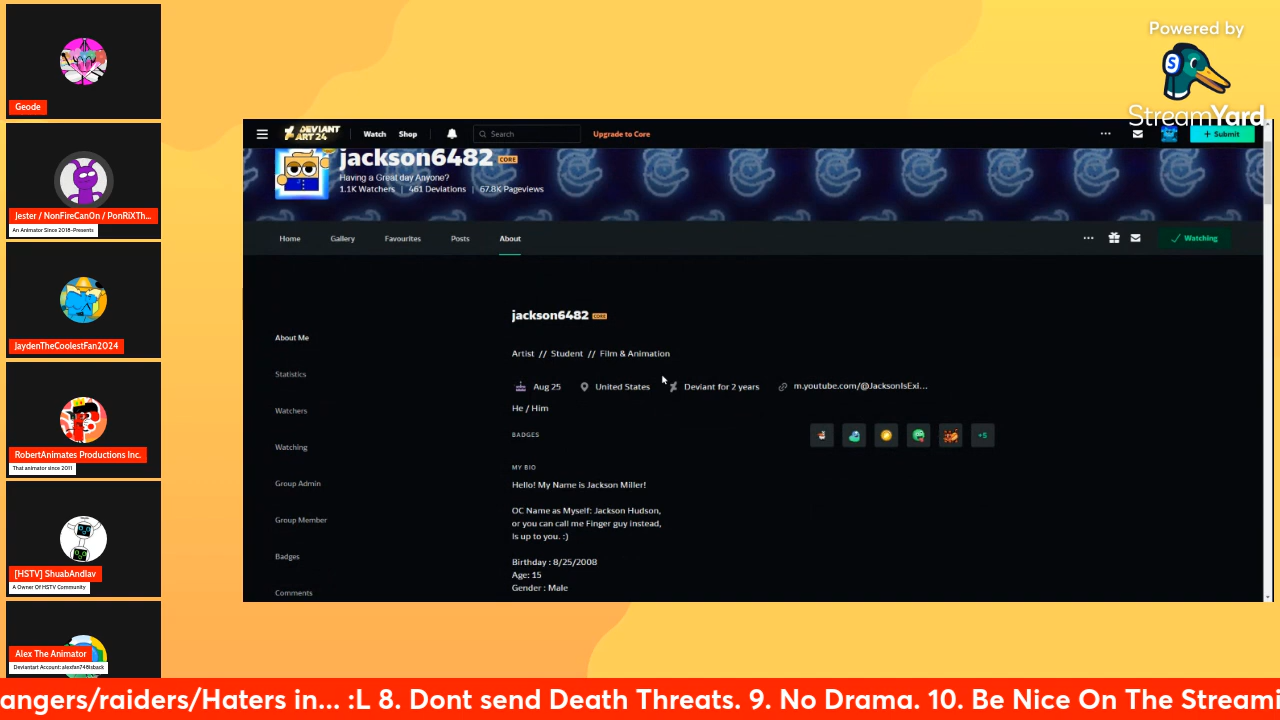 Geode
Jester / NonFireCanOn / PonRiXTh...
An Animator Since 2018-Presents
JaydenTheCoolestFan2024
RobertAnimates Productions Inc.
That animator since 2011
[HSTV] ShuabAndIav
A Owner Of HSTV Community
Alex The Animator
Deviantart Account: alexfan748isback
Powered by
StreamYard
DEVIANT
ART 24
Watch
Shop
Search
Upgrade to Core
+ Submit
jackson6482 CORE
Having a Great day Anyone?
1.1K Watchers | 461 Deviations | 67.8K Pageviews
Home
Gallery
Favourites
Posts
About
Watching
About Me
Statistics
Watchers
Watching
Group Admin
Group Member
Badges
Comments
jackson6482 CORE
Artist // Student // Film & Animation
Aug 25
United States
Deviant for 2 years
m.youtube.com/@JacksonIsExi...
He / Him
BADGES
+5
MY BIO
Hello! My Name is Jackson Miller!
OC Name as Myself: Jackson Hudson,
or you can call me Finger guy instead,
Is up to you. :)
Birthday : 8/25/2008
Age: 15
Gender : Male
angers/raiders/Haters in... :L 8. Dont send Death Threats. 9. No Drama. 10. Be Nice On The Streami